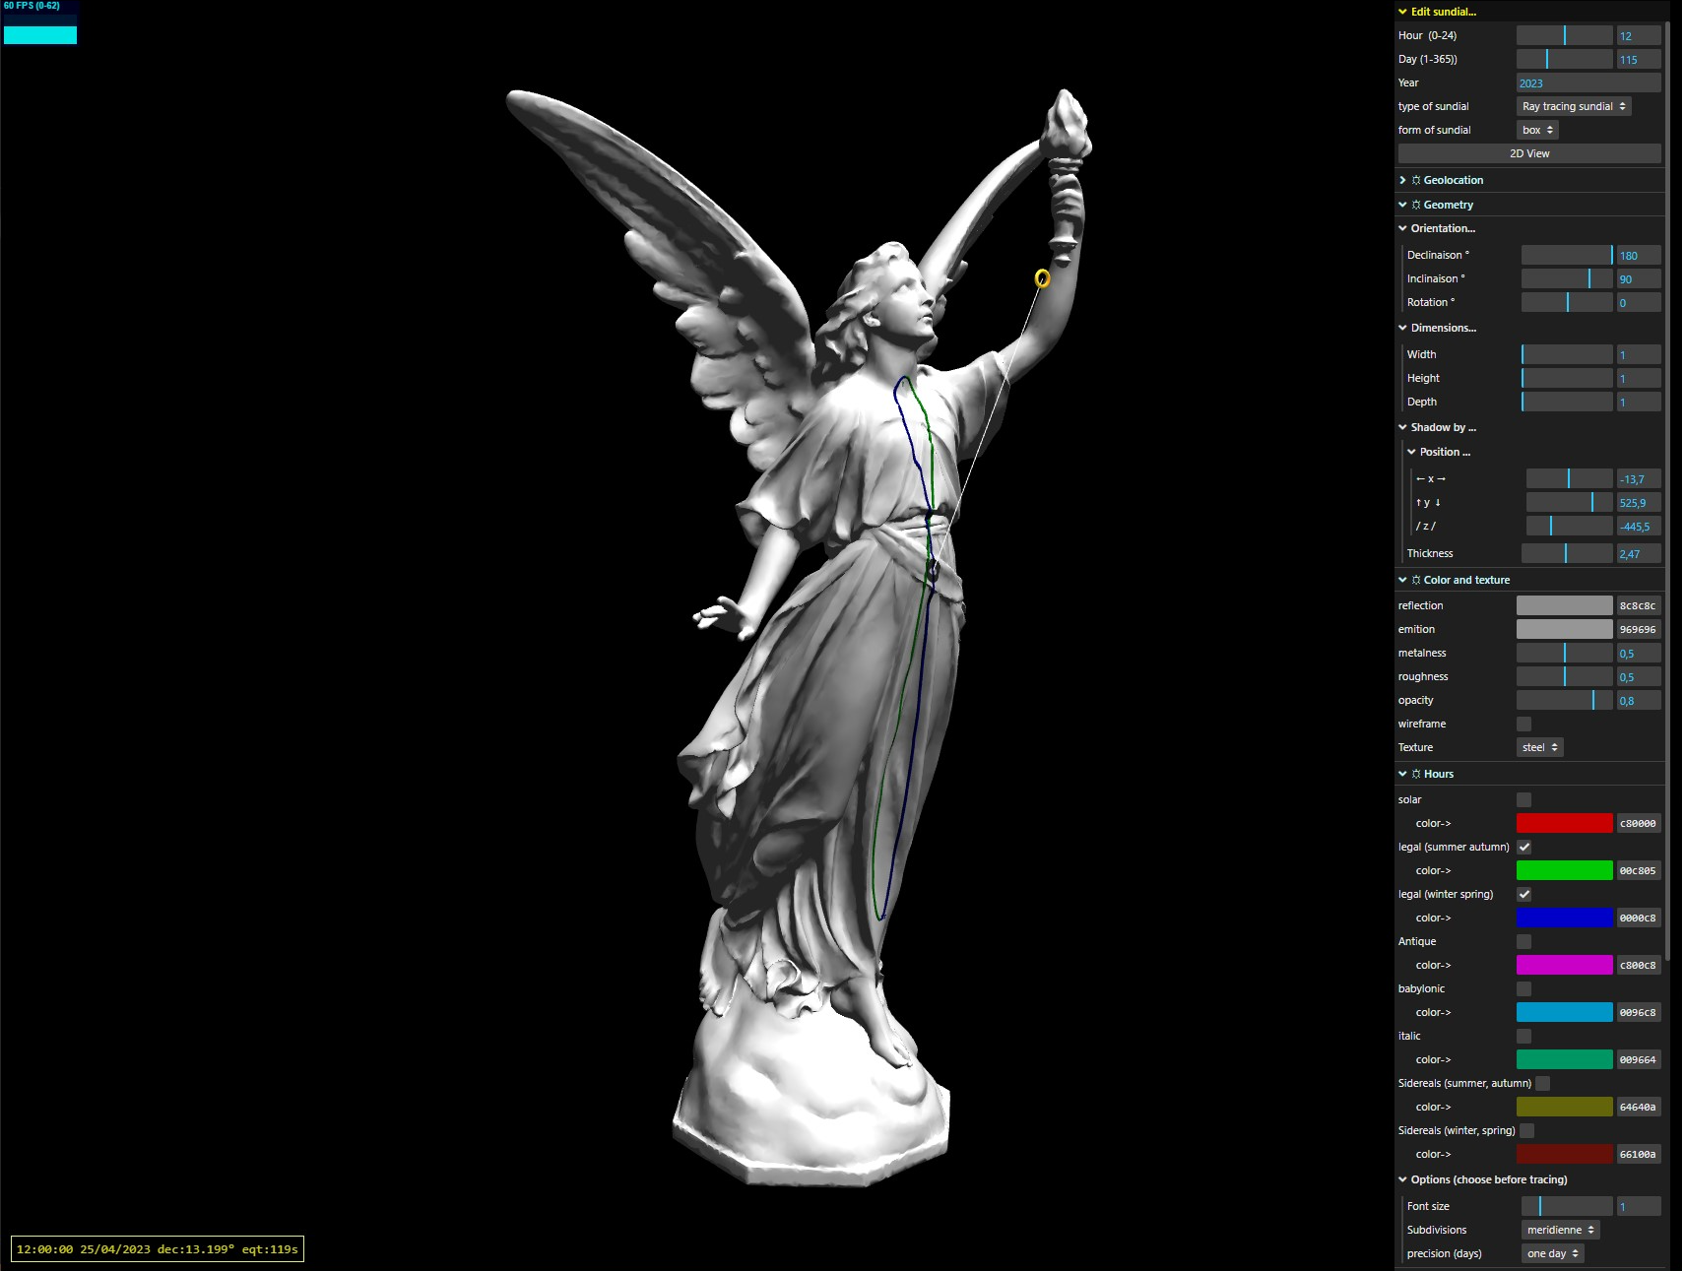 60 FPS (0-62)
Edit sundial...
Hour (0-24) 12
Day (1-365)) 115
Year 2023
type of sundial Ray tracing sundial
form of sundial box
2D View
Geolocation
Geometry
Orientation...
Declinaison ° 180
Inclinaison ° 90
Rotation ° 0
Dimensions...
Width 1
Height 1
Depth 1
Shadow by ...
Position ...
←x→ -13,7
↑y ↓ 525,9
/z/ -445,5
Thickness 2,47
Color and texture
reflection 8c8c8c
emition 969696
metalness 0,5
roughness 0,5
opacity 0,8
wireframe
Texture steel
Hours
solar
color-> c80000
legal (summer autumn)
color-> 00c805
legal (winter spring)
color-> 0000c8
Antique
color-> c800c8
babylonic
color-> 0096c8
italic
color-> 009664
Sidereals (summer, autumn)
color-> 64640a
Sidereals (winter, spring)
color-> 66100a
Options (choose before tracing)
Font size 1
Subdivisions meridienne
precision (days) one day
12:00:00 25/04/2023 dec:13.199° eqt:119s